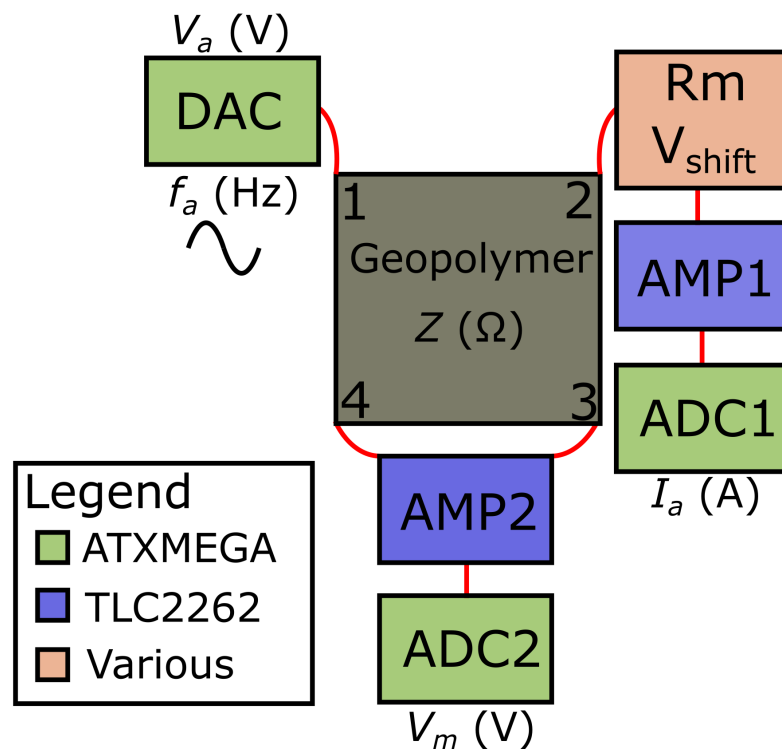 Vₐ (V)
DAC
fₐ (Hz)
Rm
Vshift
1
2
Geopolymer
Z (Ω)
4
3
AMP1
ADC1
Iₐ (A)
AMP2
ADC2
Vₘ (V)
Legend
ATXMEGA
TLC2262
Various